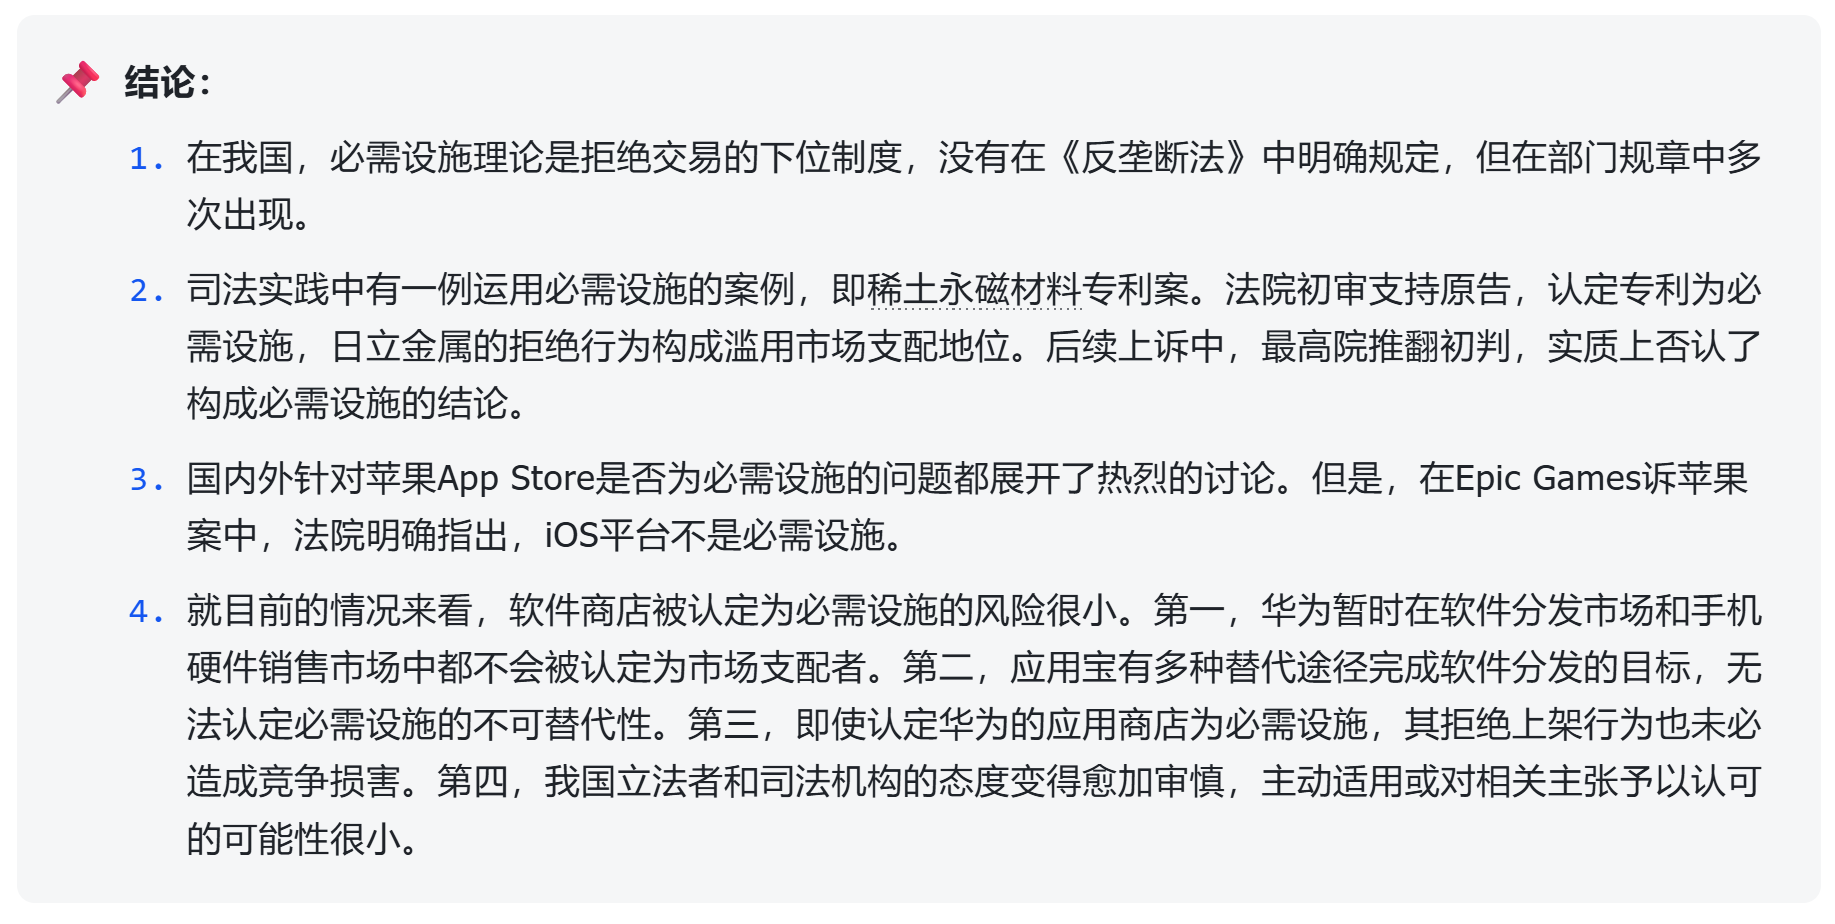 结论：
1. 在我国，必需设施理论是拒绝交易的下位制度，没有在《反垄断法》中明确规定，但在部门规章中多
次出现。
2. 司法实践中有一例运用必需设施的案例，即稀土永磁材料专利案。法院初审支持原告，认定专利为必
需设施，日立金属的拒绝行为构成滥用市场支配地位。后续上诉中，最高院推翻初判，实质上否认了
构成必需设施的结论。
3. 国内外针对苹果App Store是否为必需设施的问题都展开了热烈的讨论。但是，在Epic Games诉苹果
案中，法院明确指出，iOS平台不是必需设施。
4. 就目前的情况来看，软件商店被认定为必需设施的风险很小。第一，华为暂时在软件分发市场和手机
硬件销售市场中都不会被认定为市场支配者。第二，应用宝有多种替代途径完成软件分发的目标，无
法认定必需设施的不可替代性。第三，即使认定华为的应用商店为必需设施，其拒绝上架行为也未必
造成竞争损害。第四，我国立法者和司法机构的态度变得愈加审慎，主动适用或对相关主张予以认可
的可能性很小。